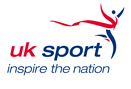 uk sport
inspire the nation